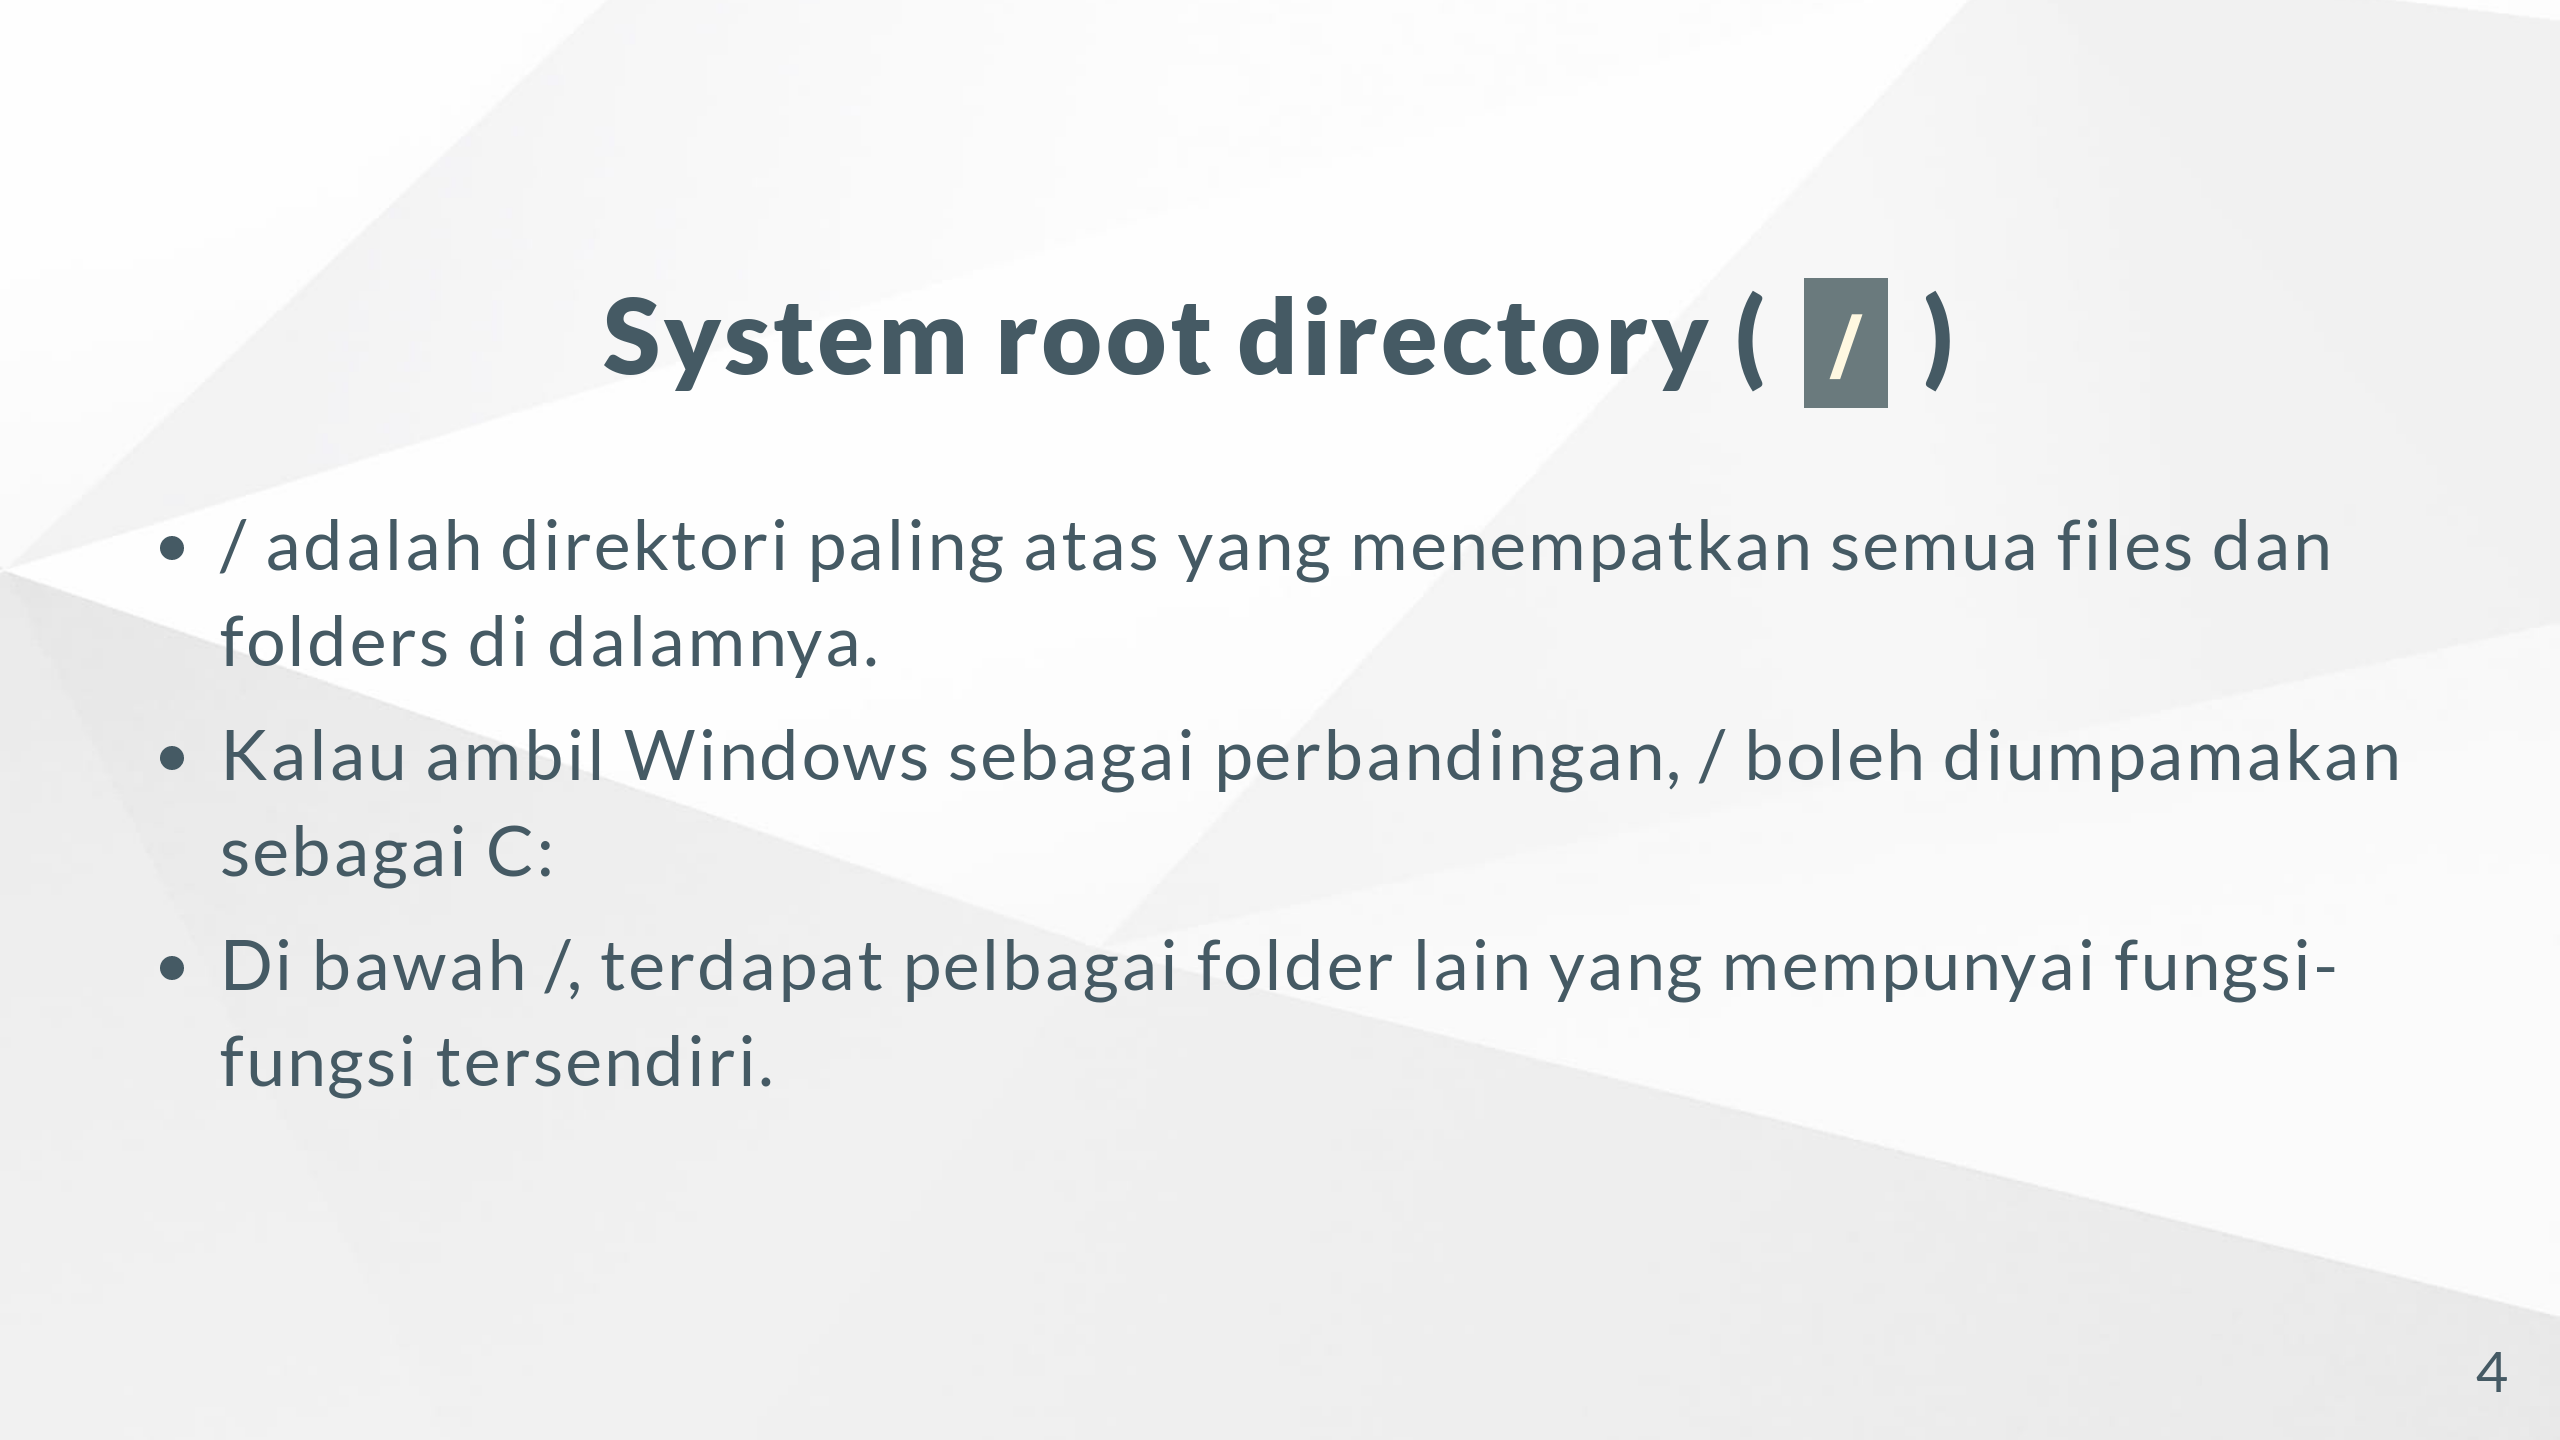 System root directory ( / )
• / adalah direktori paling atas yang menempatkan semua files dan
folders di dalamnya.
• Kalau ambil Windows sebagai perbandingan, / boleh diumpamakan
sebagai C:
• Di bawah /, terdapat pelbagai folder lain yang mempunyai fungsi-
fungsi tersendiri.
4